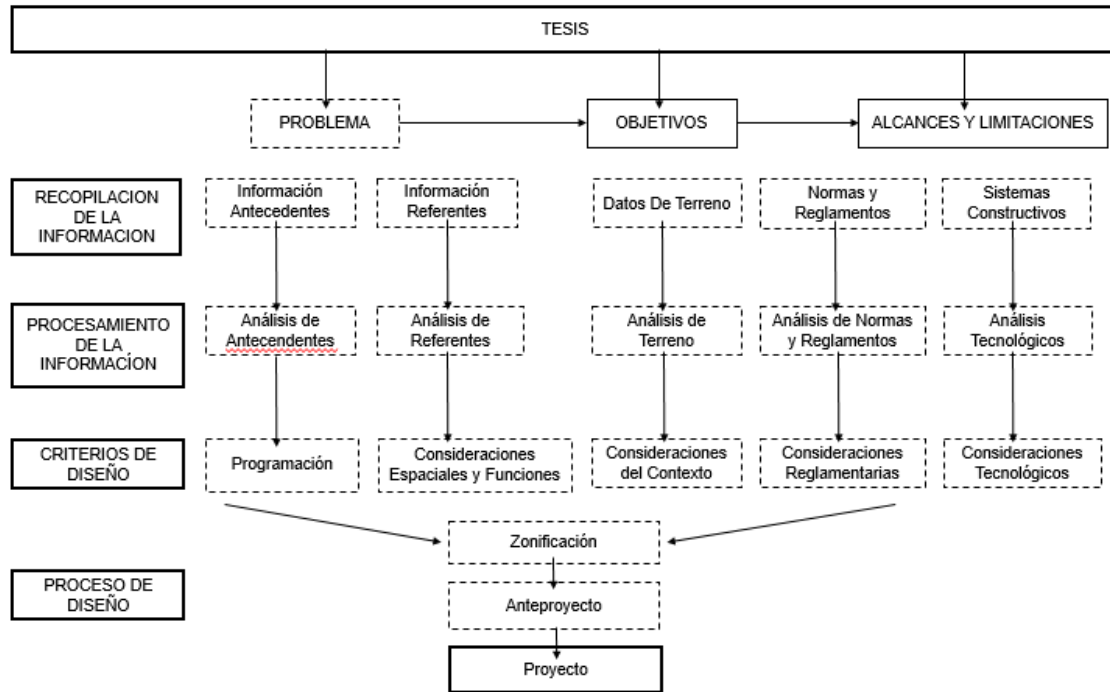 TESIS
PROBLEMA
OBJETIVOS
ALCANCES Y LIMITACIONES
RECOPILACION
DE LA
INFORMACION
Información
Antecedentes
Información
Referentes
Datos De Terreno
Normas y
Reglamentos
Sistemas
Constructivos
PROCESAMIENTO
DE LA
INFORMACÍON
Análisis de
Antecendentes
Análisis de
Referentes
Análisis de
Terreno
Análisis de Normas
y Reglamentos
Análisis
Tecnológicos
CRITERIOS DE
DISEÑO
Programación
Consideraciones
Espaciales y Funciones
Consideraciones
del Contexto
Consideraciones
Reglamentarias
Consideraciones
Tecnológicos
Zonificación
PROCESO DE
DISEÑO
Anteproyecto
Proyecto